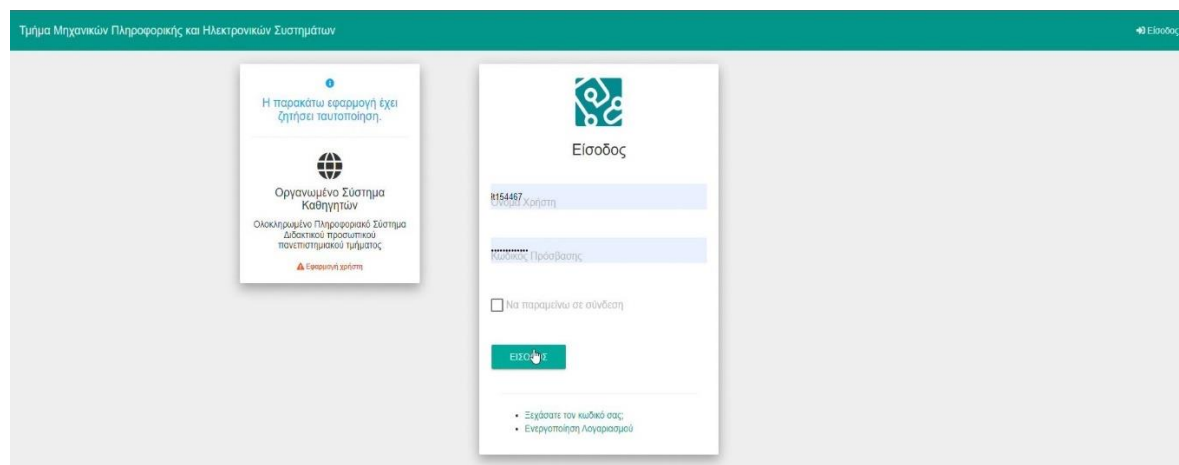 Τμήμα Μηχανικών Πληροφορικής και Ηλεκτρονικών Συστημάτων
Είσοδος
Η παρακάτω εφαρμογή έχει
ζητήσει ταυτοποίηση.
Οργανωμένο Σύστημα
Καθηγητών
Ολοκληρωμένο Πληροφοριακό Σύστημα
Διδακτικού προσωπικού
πανεπιστημιακού τμήματος
Εφαρμογή χρήστη
Είσοδος
it154467
Όνομα Χρήστη
Κωδικός Πρόσβασης
Να παραμείνω σε σύνδεση
ΕΙΣΟΔΟΣ
Ξεχάσατε τον κωδικό σας;
Ενεργοποίηση Λογαριασμού